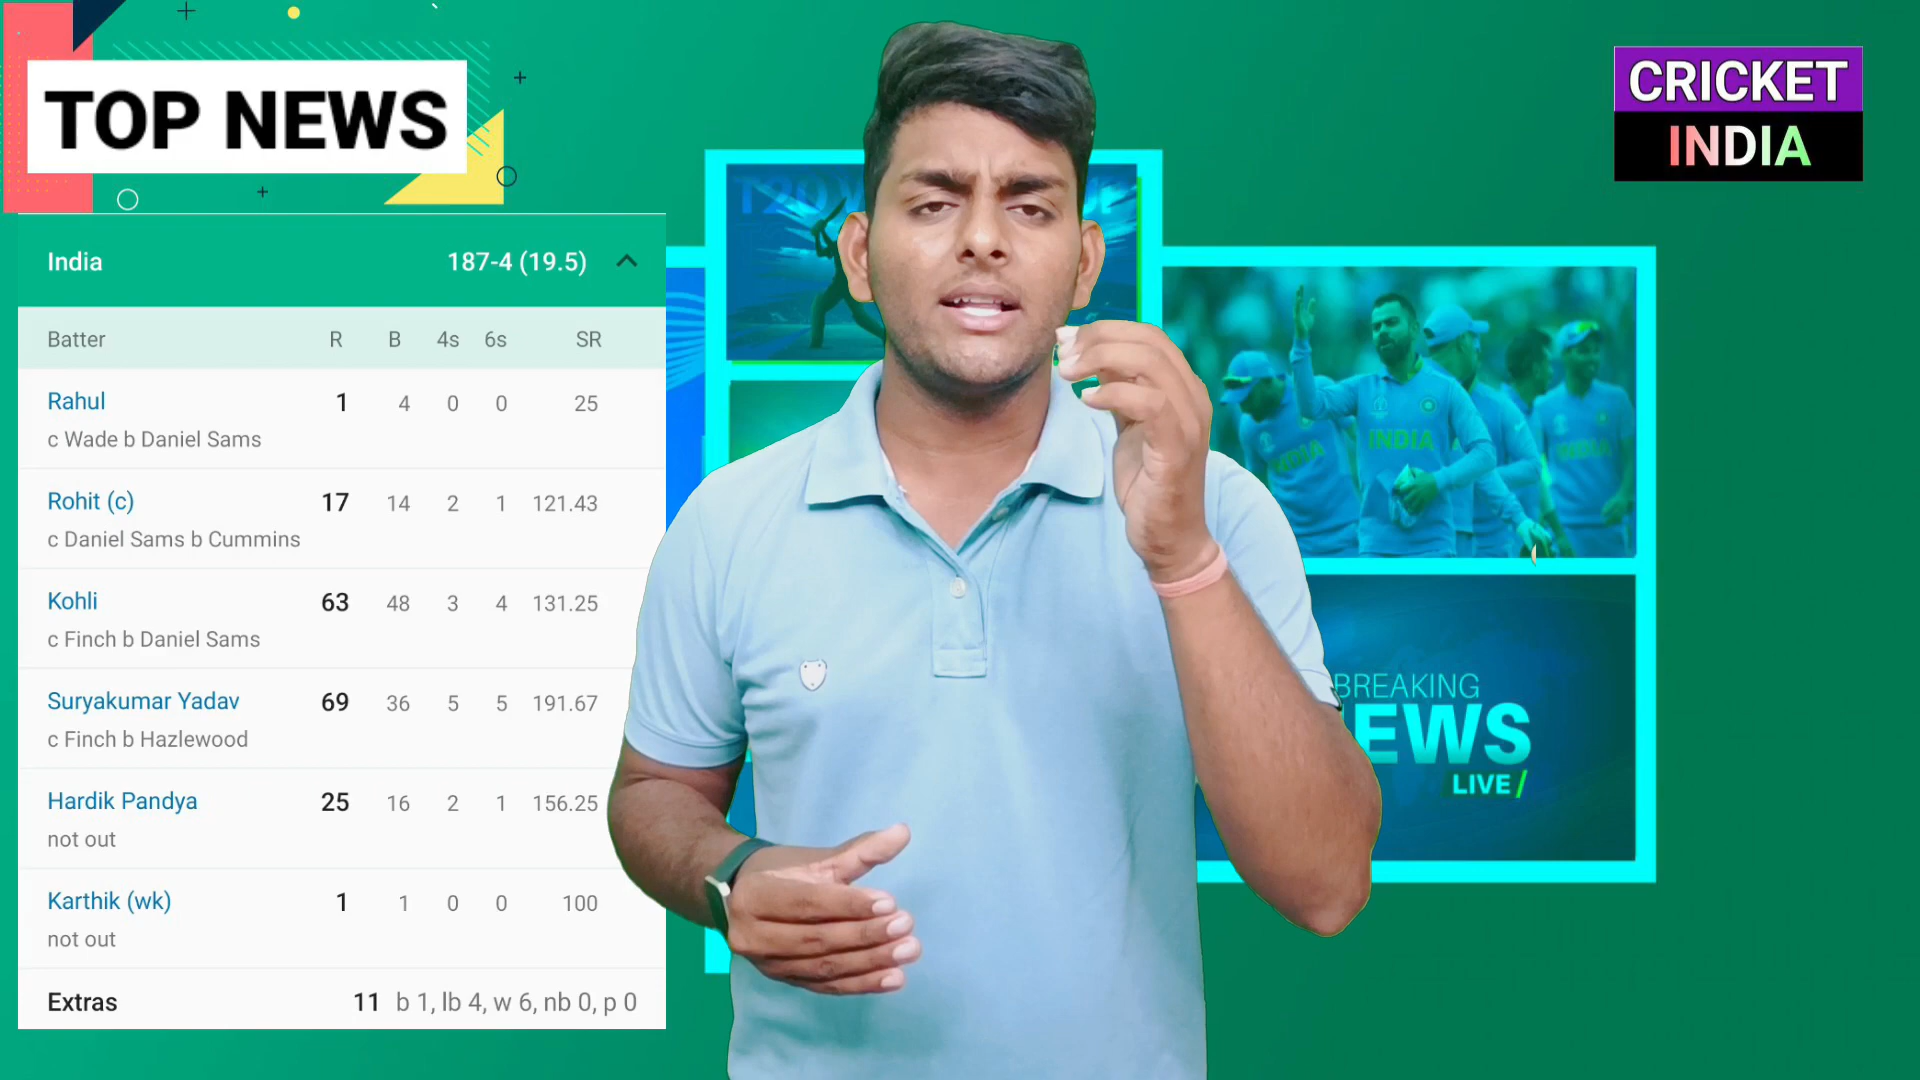 TOP NEWS
CRICKET
INDIA
India 187-4 (19.5)
Batter R B 4s 6s SR
Rahul 1 4 0 0 25
c Wade b Daniel Sams
Rohit (c) 17 14 2 1 121.43
c Daniel Sams b Cummins
Kohli 63 48 3 4 131.25
c Finch b Daniel Sams
Suryakumar Yadav 69 36 5 5 191.67
c Finch b Hazlewood
Hardik Pandya 25 16 2 1 156.25
not out
Karthik (wk) 1 1 0 0 100
not out
Extras 11 b 1, lb 4, w 6, nb 0, p 0
T20
INDIA
INDIA
BREAKING
EWS
LIVE/